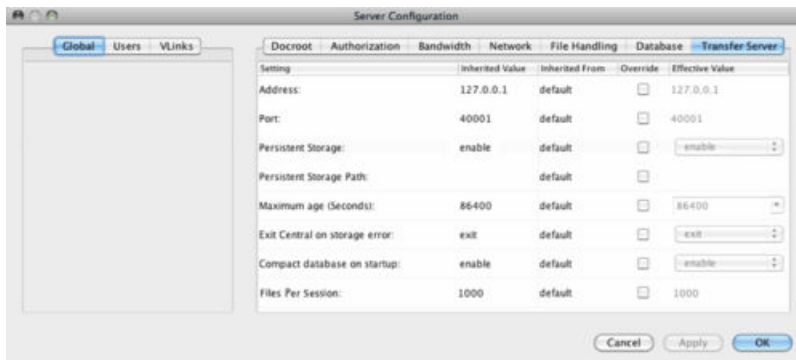 Server Configuration
Global Users VLinks
Docroot Authorization Bandwidth Network File Handling Database Transfer Server
Setting Inherited Value Inherited From Override Effective Value
Address: 127.0.0.1 default 127.0.0.1
Port: 40001 default 40001
Persistent Storage: enable default enable
Persistent Storage Path: default
Maximum age (Seconds): 86400 default 86400
Exit Central on storage error: exit default exit
Compact database on startup: enable default enable
Files Per Session: 1000 default 1000
Cancel Apply OK